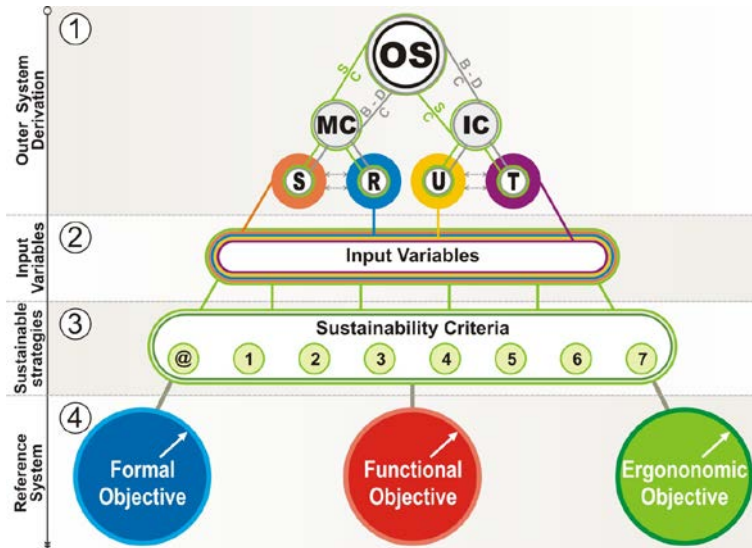 1
Outer System
Derivation
OS
S C
B - D C
S C
B - D C
MC
IC
S
R
U
T
2
Input
Variables
Input Variables
3
Sustainable
strategies
Sustainability Criteria
@ 1 2 3 4 5 6 7
4
Reference
System
Formal
Objective
Functional
Objective
Ergononomic
Objective